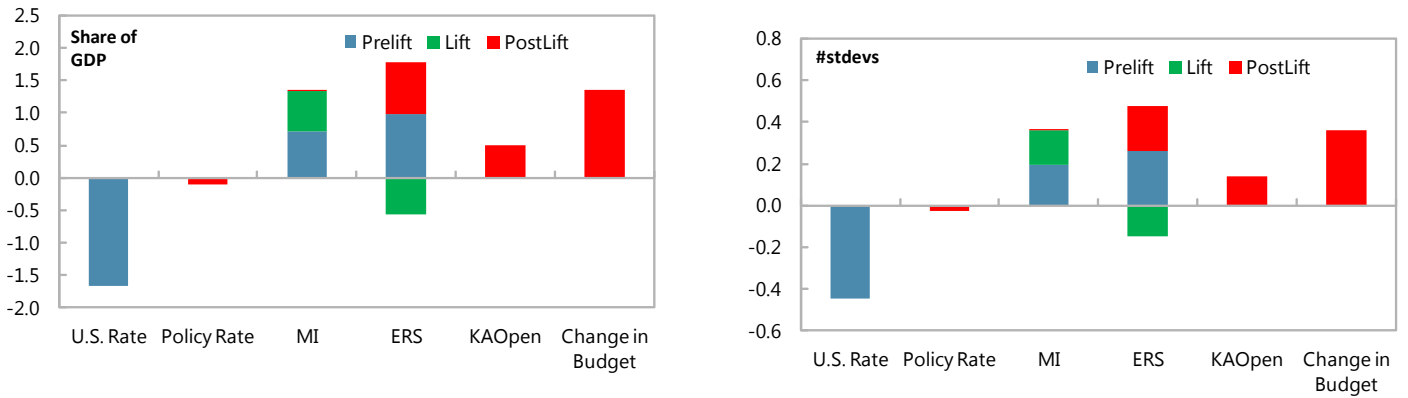 Share of
GDP
Prelift Lift PostLift
2.5
2.0
1.5
1.0
0.5
0.0
-0.5
-1.0
-1.5
-2.0
U.S. Rate Policy Rate MI ERS KAOpen Change in
Budget
#stdevs
Prelift Lift PostLift
0.8
0.6
0.4
0.2
0.0
-0.2
-0.4
-0.6
U.S. Rate Policy Rate MI ERS KAOpen Change in
Budget